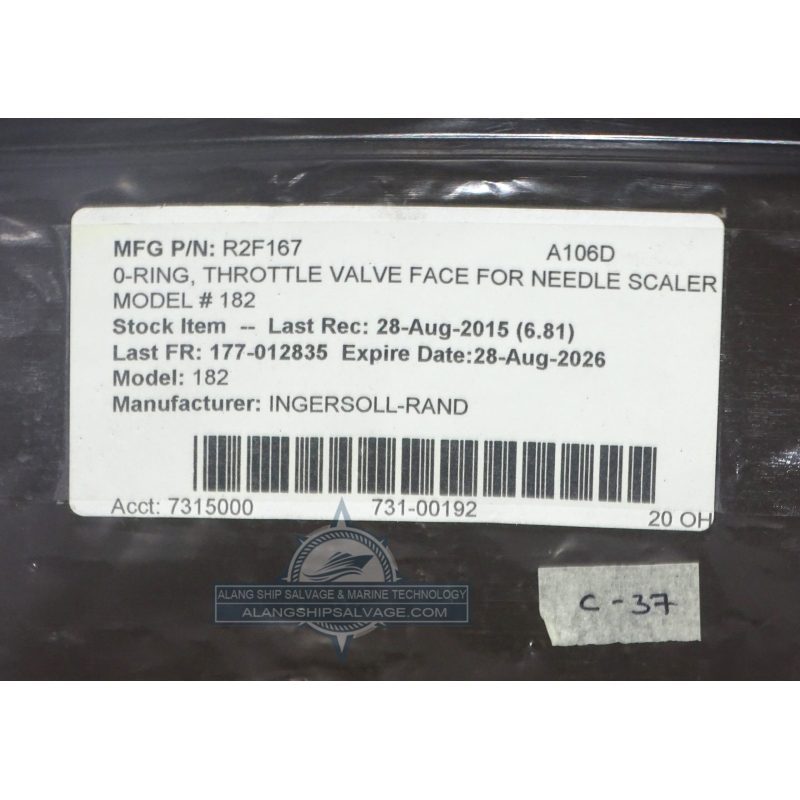 MFG P/N: R2F167 A106D
0-RING, THROTTLE VALVE FACE FOR NEEDLE SCALER
MODEL # 182
Stock Item -- Last Rec: 28-Aug-2015 (6.81)
Last FR: 177-012835 Expire Date:28-Aug-2026
Model: 182
Manufacturer: INGERSOLL-RAND
Acct: 7315000 731-00192 20 OH
ALANG SHIP SALVAGE & MARINE TECHNOLOGY
ALANGSHIPSALVAGE.COM
C-37